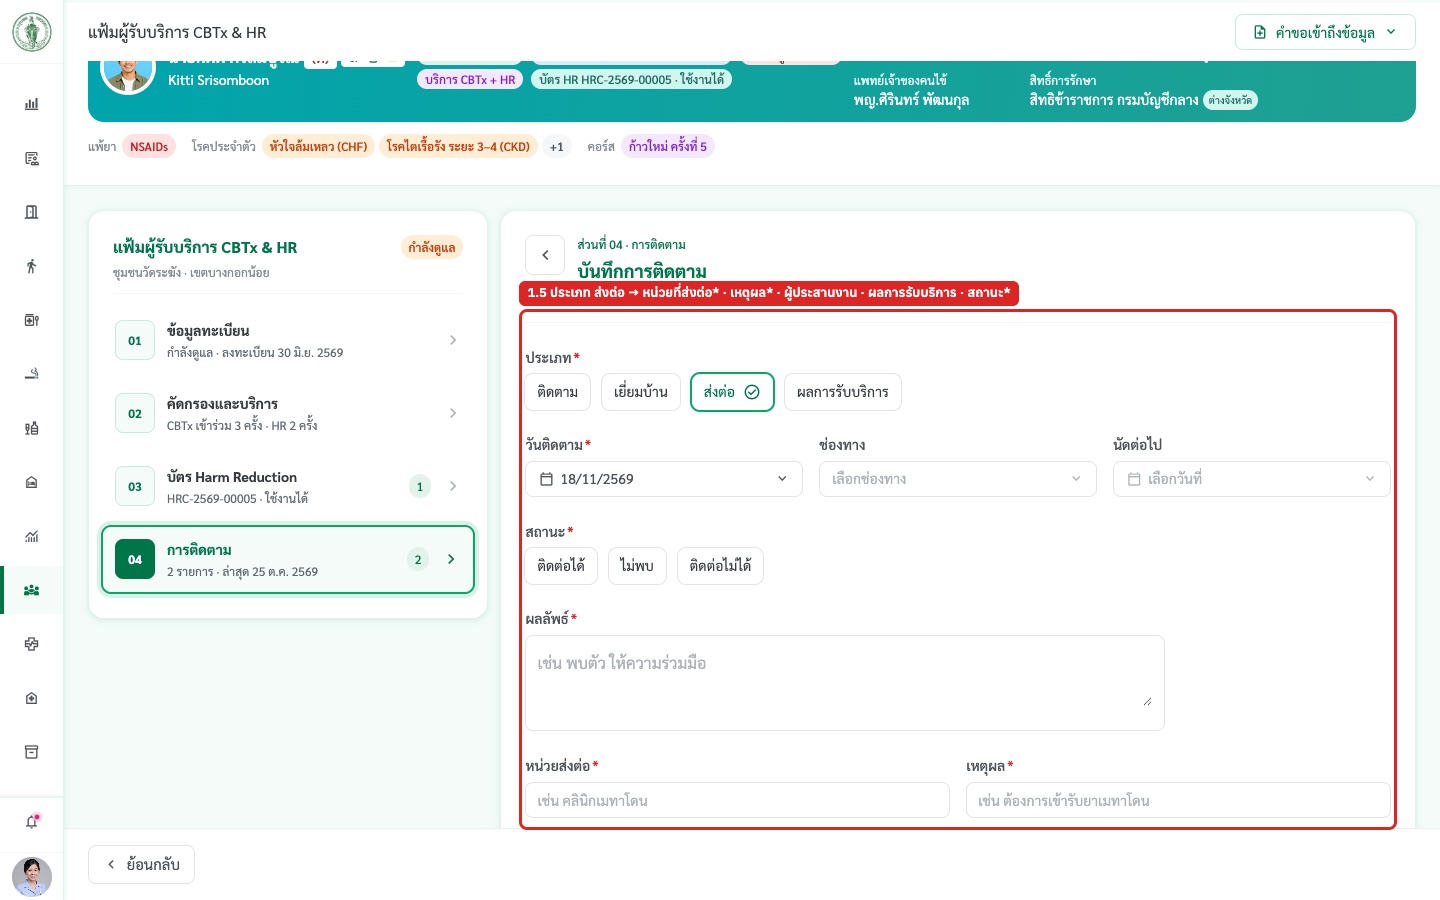 แฟ้มผู้รับบริการ CBTx & HR
คำขอเข้าถึงข้อมูล
Kitti Srisomboon
บริการ CBTx + HR
บัตร HR HRC-2569-00005 · ใช้งานได้
แพทย์เจ้าของคนไข้
พญ.ศิรินทร์ พัฒนกุล
สิทธิ์การรักษา
สิทธิข้าราชการ กรมบัญชีกลาง ต่างจังหวัด
แพ้ยา NSAIDs โรคประจำตัว หัวใจล้มเหลว (CHF) โรคไตเรื้อรัง ระยะ 3–4 (CKD) +1 คอร์ส ก้าวใหม่ ครั้งที่ 5
แฟ้มผู้รับบริการ CBTx & HR
กำลังดูแล
ชุมชนวัดระฆัง · เขตบางกอกน้อย
01 ข้อมูลทะเบียน
กำลังดูแล · ลงทะเบียน 30 มิ.ย. 2569
02 คัดกรองและบริการ
CBTx เข้าร่วม 3 ครั้ง · HR 2 ครั้ง
03 บัตร Harm Reduction 1
HRC-2569-00005 · ใช้งานได้
04 การติดตาม 2
2 รายการ · ล่าสุด 25 ต.ค. 2569
ส่วนที่ 04 · การติดตาม
บันทึกการติดตาม
1.5 ประเภท ส่งต่อ → หน่วยที่ส่งต่อ* · เหตุผล* · ผู้ประสานงาน · ผลการรับบริการ · สถานะ*
ประเภท*
ติดตาม เยี่ยมบ้าน ส่งต่อ ผลการรับบริการ
วันติดตาม* ช่องทาง นัดต่อไป
18/11/2569 เลือกช่องทาง เลือกวันที่
สถานะ*
ติดต่อได้ ไม่พบ ติดต่อไม่ได้
ผลลัพธ์*
เช่น พบตัว ให้ความร่วมมือ
หน่วยส่งต่อ* เหตุผล*
เช่น คลินิกเมทาโดน เช่น ต้องการเข้ารับยาเมทาโดน
ย้อนกลับ